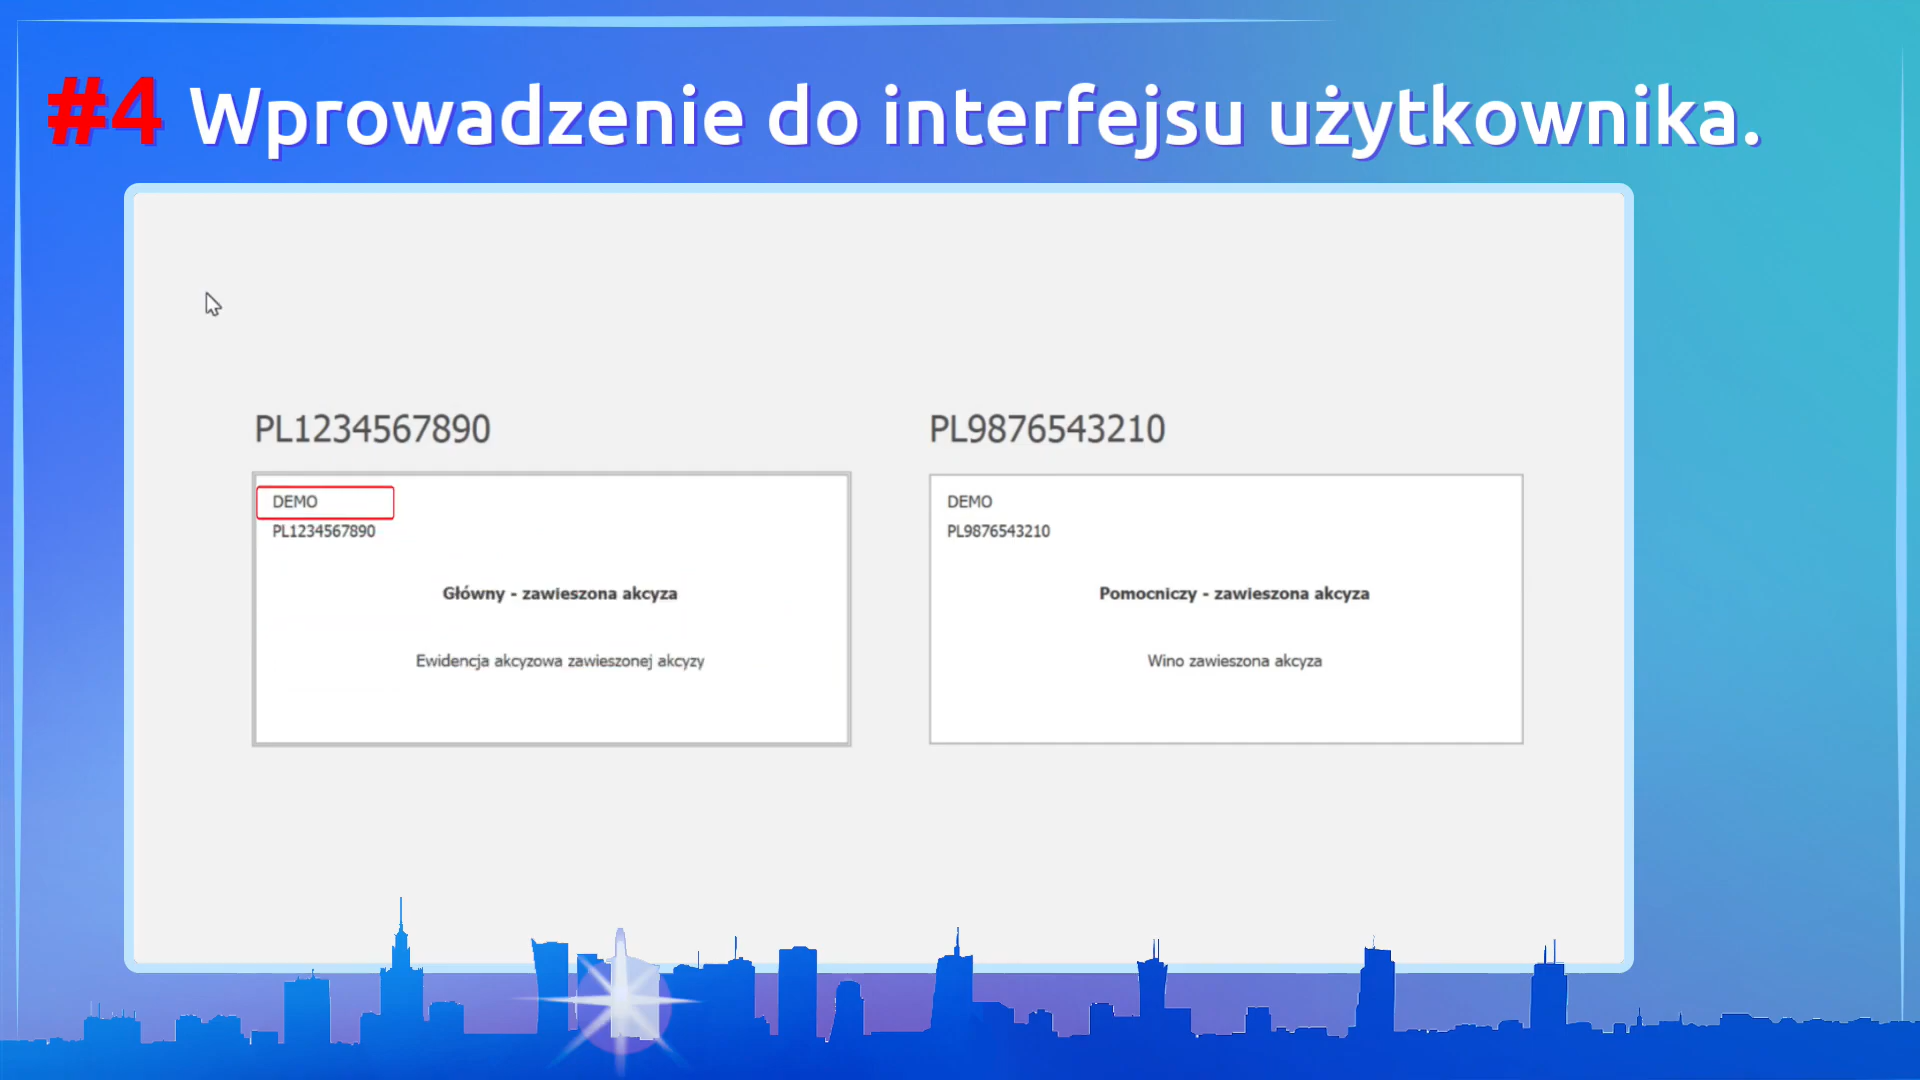 #4 Wprowadzenie do interfejsu użytkownika.
PL1234567890
DEMO
PL1234567890
Główny - zawieszona akcyza
Ewidencja akcyzowa zawieszonej akcyzy
PL9876543210
DEMO
PL9876543210
Pomocniczy - zawieszona akcyza
Wino zawieszona akcyza